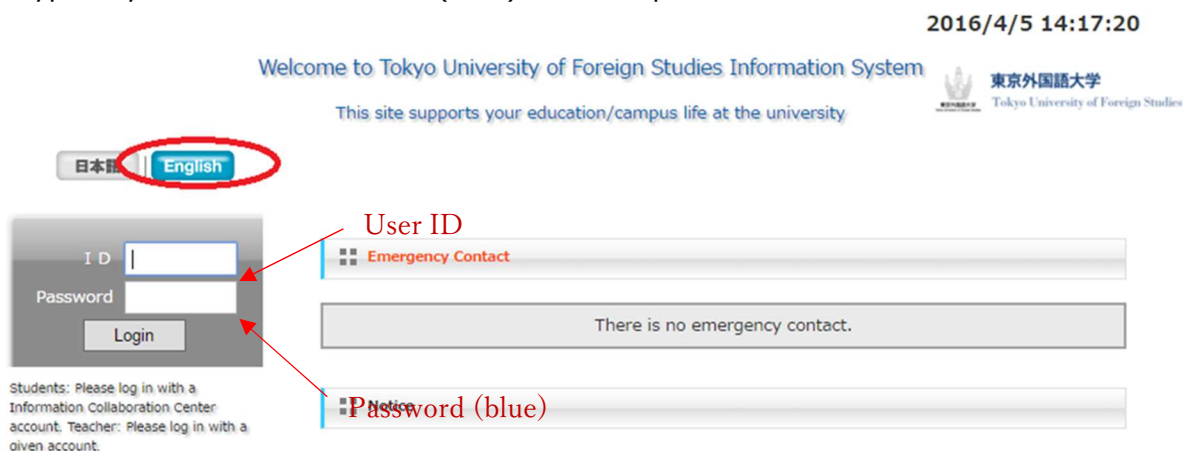 2016/4/5 14:17:20
Welcome to Tokyo University of Foreign Studies Information System
東京外国語大学
Tokyo University of Foreign Studies
This site supports your education/campus life at the university
日本語 | English
User ID
I D
Emergency Contact
Password
Login
There is no emergency contact.
Students: Please log in with a
Information Collaboration Center
account. Teacher: Please log in with a
given account.
Notice
Password (blue)